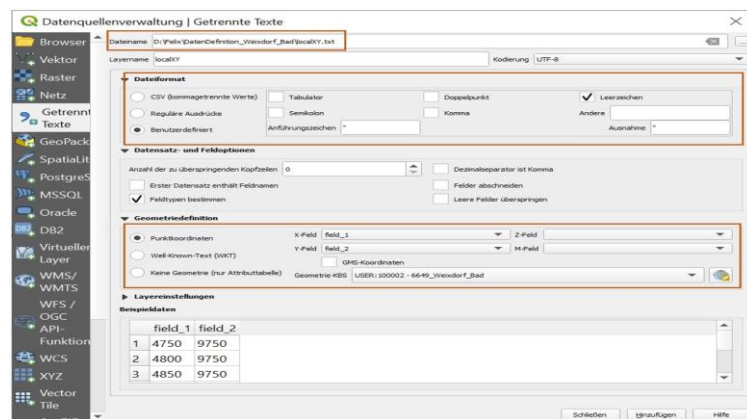 Datenquellenverwaltung | Getrennte Texte
Browser
Vektor
Raster
Netz
Getrennt
Texte
GeoPack
SpatiaLit
PostgreS
MSSQL
Oracle
DB2
Virtueller
Layer
WMS/
WMTS
WFS /
OGC
API-
Funktion
WCS
XYZ
Vector
Tile
Dateiname D:\Felix\DatenDefinition_Weixdorf_Bad\localXY.txt
Layername localXY Kodierung UTF-8
Dateiformat
CSV (kommagetrennte Werte) Tabulator Doppelpunkt Leerzeichen
Reguläre Ausdrücke Semikolon Komma Andere
Benutzerdefiniert Anführungszeichen " Ausnahme "
Datensatz- und Feldoptionen
Anzahl der zu überspringenden Kopfzeilen 0 Dezimalseparator ist Komma
Erster Datensatz enthält Feldnamen Felder abschneiden
Feldtypen bestimmen Leere Felder überspringen
Geometriedefinition
Punktkoordinaten X-Feld field_1 Z-Feld
Y-Feld field_2 M-Feld
Well-Known-Text (WKT) GMS-Koordinaten
Keine Geometrie (nur Attributtabelle) Geometrie-KBS USER:100002 - 6649_Weixdorf_Bad
Layereinstellungen
Beispieldaten
field_1 field_2
1 4750 9750
2 4800 9750
3 4850 9750
Schließen Hinzufügen Hilfe